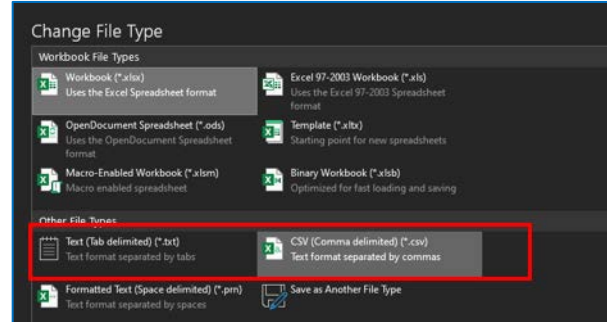 Change File Type
Workbook File Types
Workbook (*.xlsx)
Uses the Excel Spreadsheet format
Excel 97-2003 Workbook (*.xls)
Uses the Excel 97-2003 Spreadsheet
format
OpenDocument Spreadsheet (*.ods)
Uses the OpenDocument Spreadsheet
format
Template (*.xltx)
Starting point for new spreadsheets
Macro-Enabled Workbook (*.xlsm)
Macro enabled spreadsheet
Binary Workbook (*.xlsb)
Optimized for fast loading and saving
Other File Types
Text (Tab delimited) (*.txt)
Text format separated by tabs
CSV (Comma delimited) (*.csv)
Text format separated by commas
Formatted Text (Space delimited) (*.prn)
Text format separated by spaces
Save as Another File Type